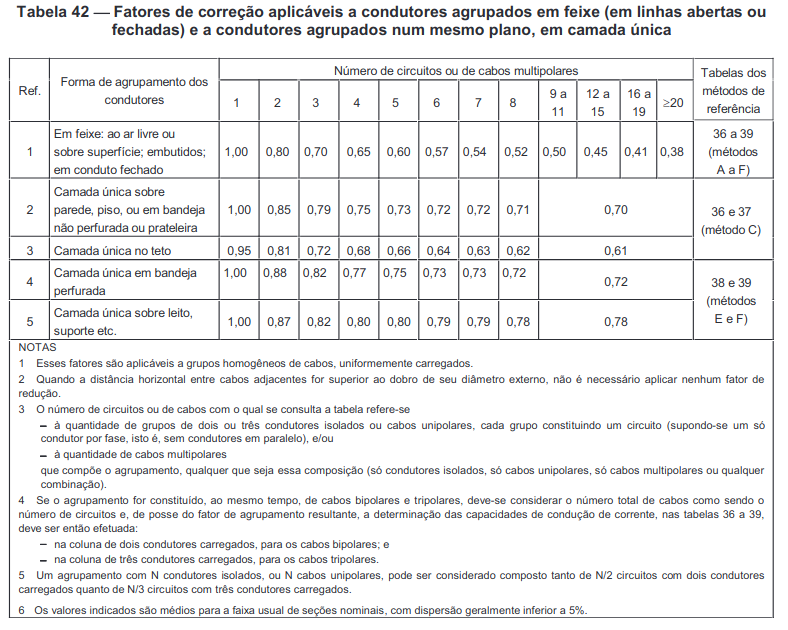 Tabela 42 — Fatores de correção aplicáveis a condutores agrupados em feixe (em linhas abertas ou
fechadas) e a condutores agrupados num mesmo plano, em camada única
Ref. Forma de agrupamento dos condutores Número de circuitos ou de cabos multipolares Tabelas dos métodos de referência
1 2 3 4 5 6 7 8 9 a 11 12 a 15 16 a 19 ≥20
1 Em feixe: ao ar livre ou sobre superfície; embutidos; em conduto fechado 1,00 0,80 0,70 0,65 0,60 0,57 0,54 0,52 0,50 0,45 0,41 0,38 36 a 39 (métodos A a F)
2 Camada única sobre parede, piso, ou em bandeja não perfurada ou prateleira 1,00 0,85 0,79 0,75 0,73 0,72 0,72 0,71 0,70 36 e 37 (método C)
3 Camada única no teto 0,95 0,81 0,72 0,68 0,66 0,64 0,63 0,62 0,61
4 Camada única em bandeja perfurada 1,00 0,88 0,82 0,77 0,75 0,73 0,73 0,72 0,72 38 e 39 (métodos E e F)
5 Camada única sobre leito, suporte etc. 1,00 0,87 0,82 0,80 0,80 0,79 0,79 0,78 0,78
NOTAS
1 Esses fatores são aplicáveis a grupos homogêneos de cabos, uniformemente carregados.
2 Quando a distância horizontal entre cabos adjacentes for superior ao dobro de seu diâmetro externo, não é necessário aplicar nenhum fator de
redução.
3 O número de circuitos ou de cabos com o qual se consulta a tabela refere-se
– à quantidade de grupos de dois ou três condutores isolados ou cabos unipolares, cada grupo constituindo um circuito (supondo-se um só
condutor por fase, isto é, sem condutores em paralelo), e/ou
– à quantidade de cabos multipolares
que compõe o agrupamento, qualquer que seja essa composição (só condutores isolados, só cabos unipolares, só cabos multipolares ou qualquer
combinação).
4 Se o agrupamento for constituído, ao mesmo tempo, de cabos bipolares e tripolares, deve-se considerar o número total de cabos como sendo o
número de circuitos e, de posse do fator de agrupamento resultante, a determinação das capacidades de condução de corrente, nas tabelas 36 a 39,
deve ser então efetuada:
– na coluna de dois condutores carregados, para os cabos bipolares; e
– na coluna de três condutores carregados, para os cabos tripolares.
5 Um agrupamento com N condutores isolados, ou N cabos unipolares, pode ser considerado composto tanto de N/2 circuitos com dois condutores
carregados quanto de N/3 circuitos com três condutores carregados.
6 Os valores indicados são médios para a faixa usual de seções nominais, com dispersão geralmente inferior a 5%.